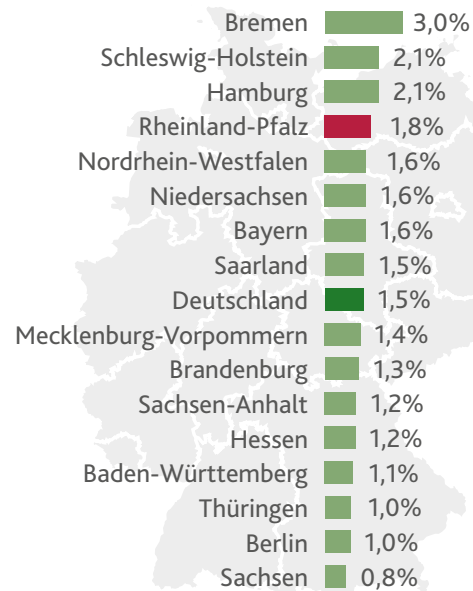 Bremen 3,0%
Schleswig-Holstein 2,1%
Hamburg 2,1%
Rheinland-Pfalz 1,8%
Nordrhein-Westfalen 1,6%
Niedersachsen 1,6%
Bayern 1,6%
Saarland 1,5%
Deutschland 1,5%
Mecklenburg-Vorpommern 1,4%
Brandenburg 1,3%
Sachsen-Anhalt 1,2%
Hessen 1,2%
Baden-Württemberg 1,1%
Thüringen 1,0%
Berlin 1,0%
Sachsen 0,8%